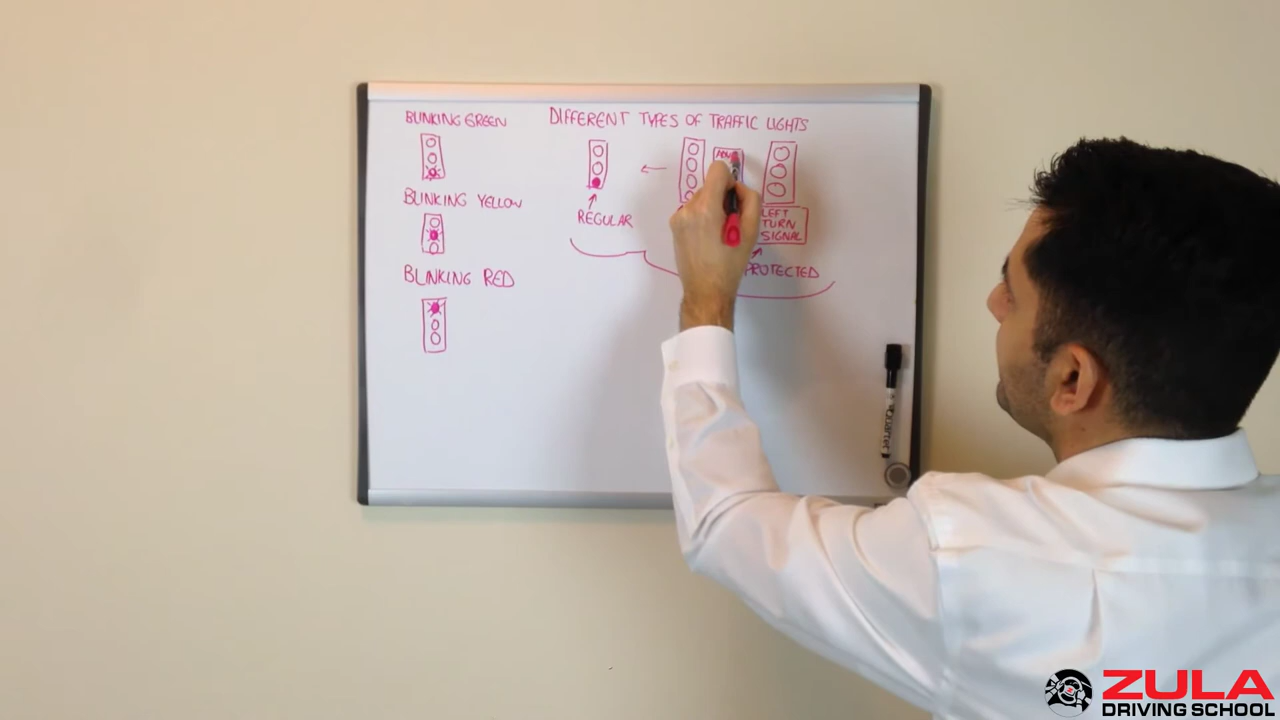 BLINKING GREEN
BLINKING YELLOW
BLINKING RED
DIFFERENT TYPES OF TRAFFIC LIGHTS
REGULAR
LEFT
TURN
SIGNAL
PROTECTED
Quartet
ZULA
DRIVING SCHOOL